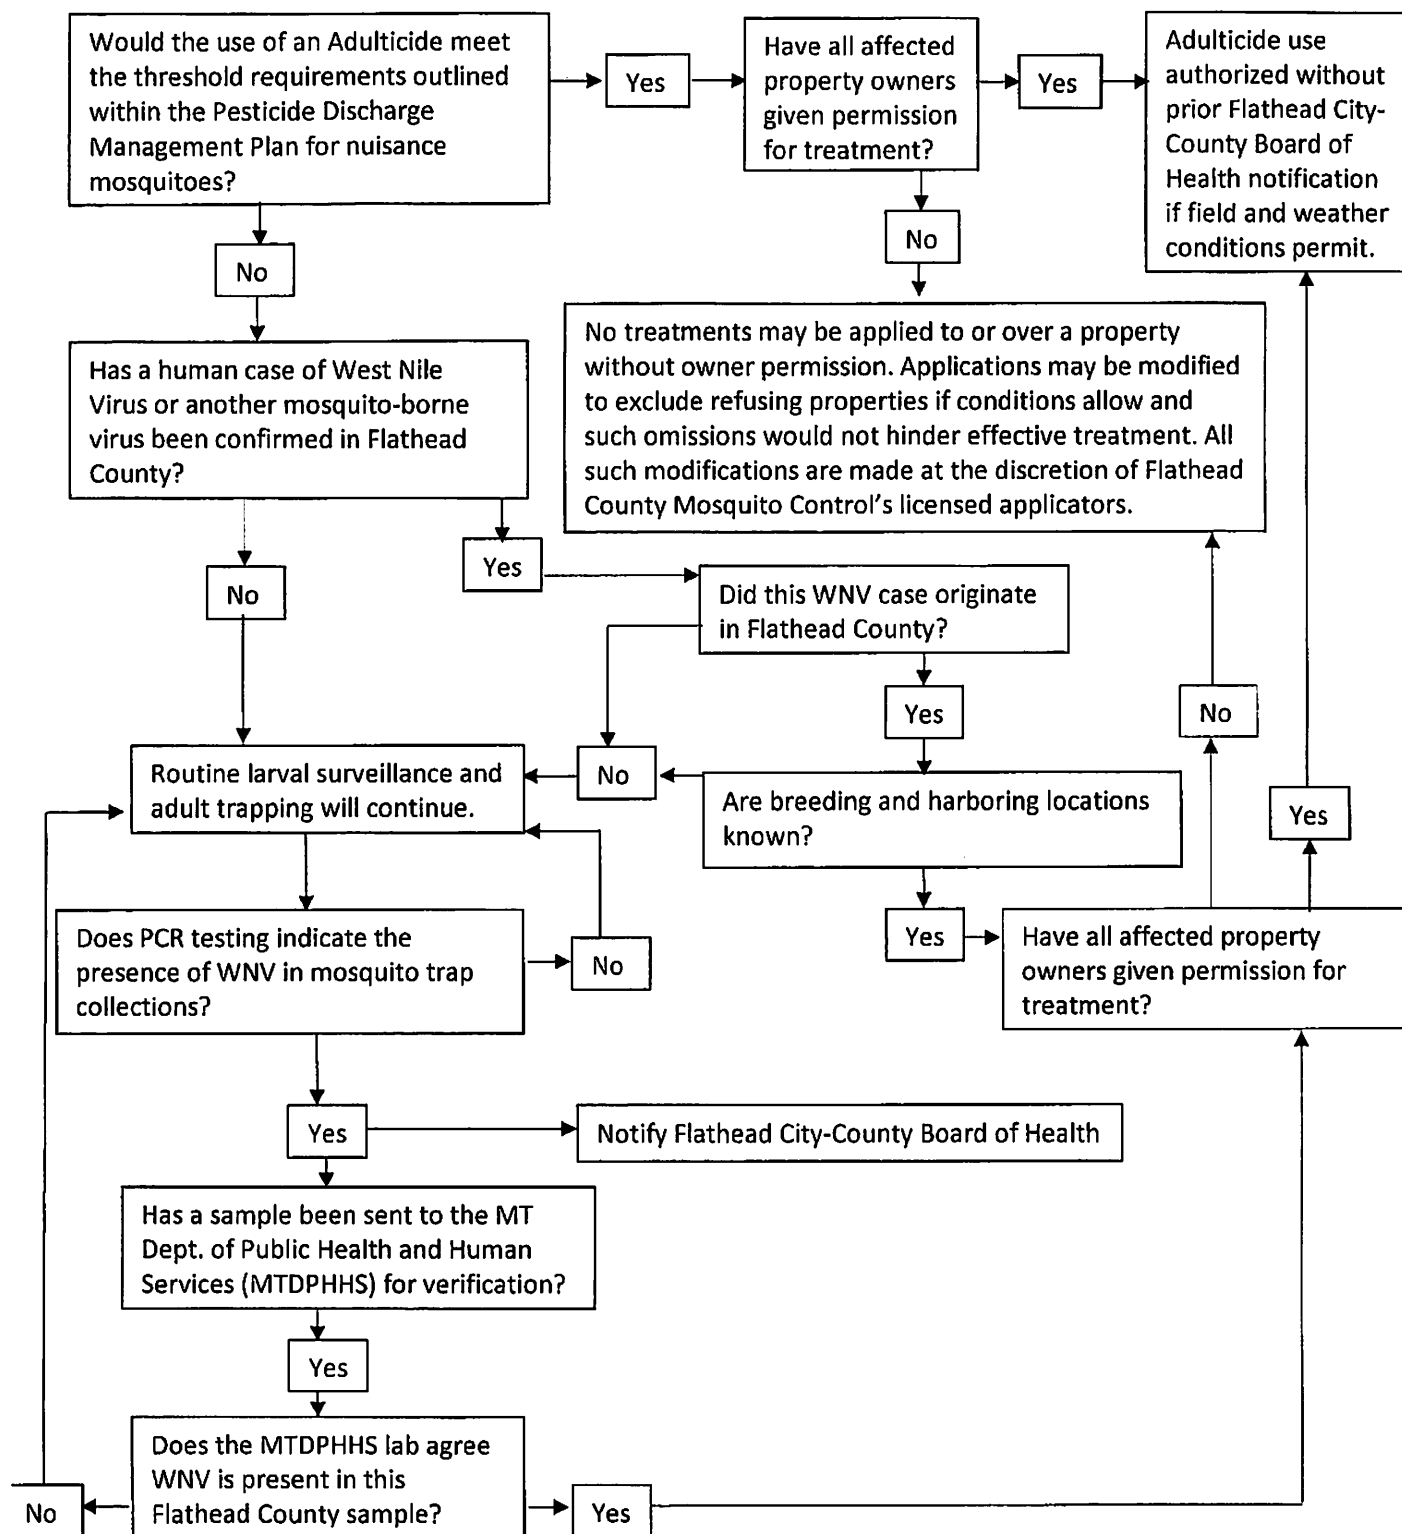 Would the use of an Adulticide meet
the threshold requirements outlined
within the Pesticide Discharge
Management Plan for nuisance
mosquitoes?
Yes
Have all affected
property owners
given permission
for treatment?
Yes
Adulticide use
authorized without
prior Flathead City-
County Board of
Health notification
if field and weather
conditions permit.
No
No
No treatments may be applied to or over a property
without owner permission. Applications may be modified
to exclude refusing properties if conditions allow and
such omissions would not hinder effective treatment. All
such modifications are made at the discretion of Flathead
County Mosquito Control's licensed applicators.
Has a human case of West Nile
Virus or another mosquito-borne
virus been confirmed in Flathead
County?
Yes
No
Did this WNV case originate
in Flathead County?
Yes
No
Routine larval surveillance and
adult trapping will continue.
No
Are breeding and harboring locations
known?
Yes
Does PCR testing indicate the
presence of WNV in mosquito trap
collections?
No
Yes
Have all affected property
owners given permission for
treatment?
Yes
Notify Flathead City-County Board of Health
Has a sample been sent to the MT
Dept. of Public Health and Human
Services (MTDPHHS) for verification?
Yes
Does the MTDPHHS lab agree
WNV is present in this
Flathead County sample?
No
Yes